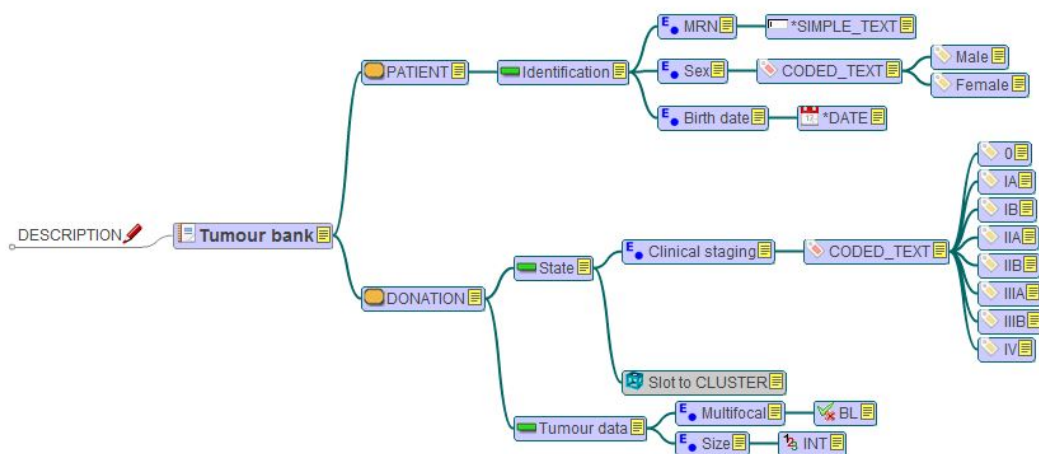 DESCRIPTION
Tumour bank
PATIENT
Identification
MRN
*SIMPLE_TEXT
Sex
CODED_TEXT
Male
Female
Birth date
*DATE
DONATION
State
Clinical staging
CODED_TEXT
0
IA
IB
IIA
IIB
IIIA
IIIB
IV
Slot to CLUSTER
Tumour data
Multifocal
BL
Size
INT